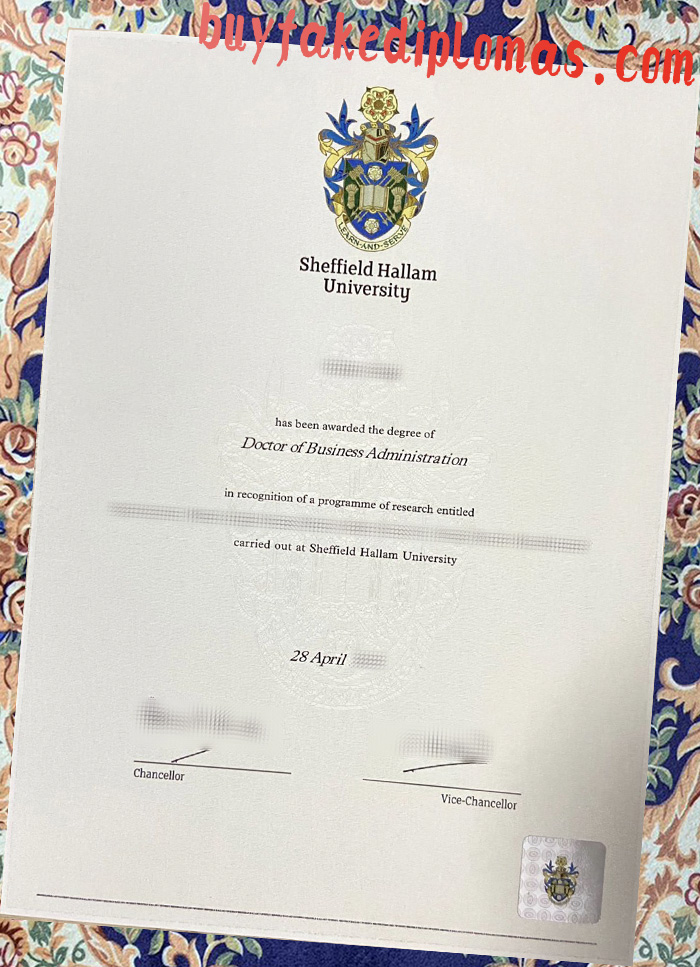 buyfakediplomas.com
LEARN-AND-SERVE
Sheffield Hallam
University
has been awarded the degree of
Doctor of Business Administration
in recognition of a programme of research entitled
carried out at Sheffield Hallam University
28 April
Chancellor
Vice-Chancellor